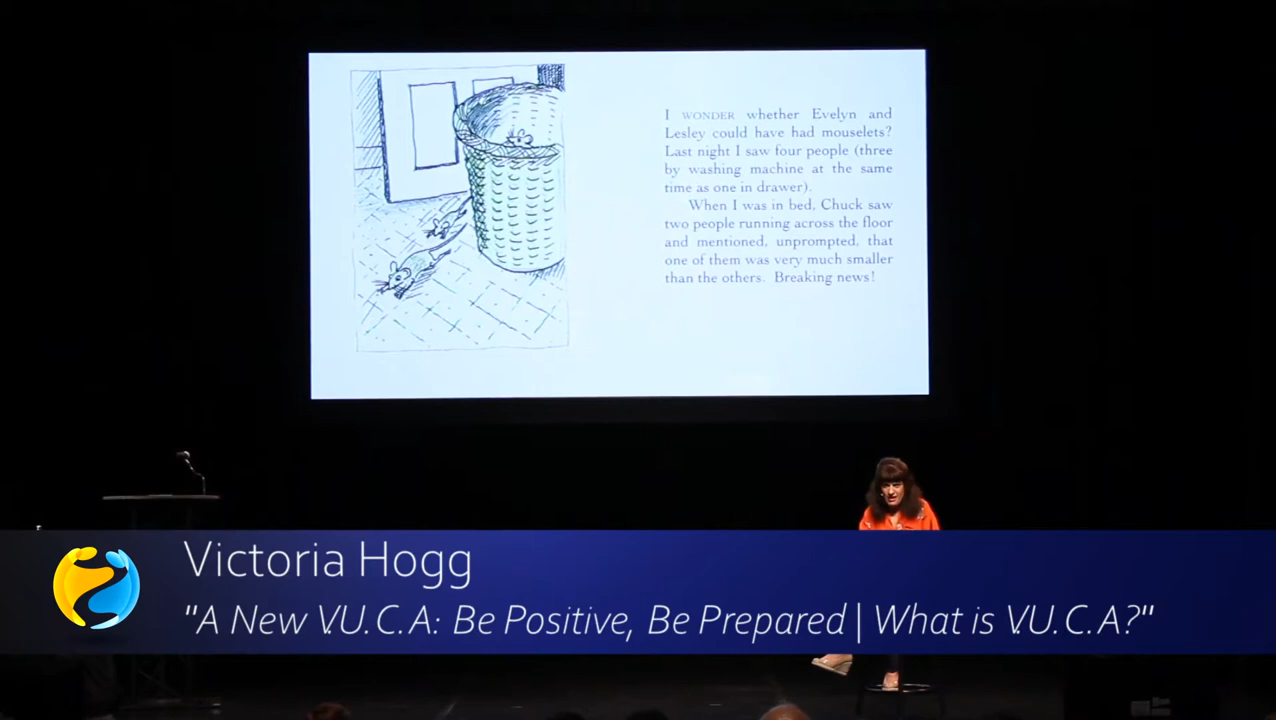 I WONDER whether Evelyn and
Lesley could have had mouselets?
Last night I saw four people (three
by washing machine at the same
time as one in drawer).
When I was in bed, Chuck saw
two people running across the floor
and mentioned, unprompted, that
one of them was very much smaller
than the others. Breaking news!
Victoria Hogg
"A New V.U.C.A: Be Positive, Be Prepared | What is V.U.C.A?"